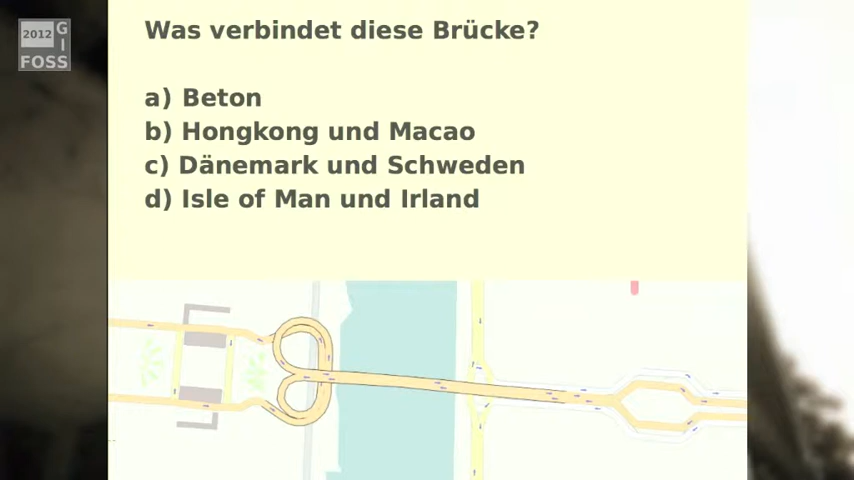 2012 G
I
FOSS
Was verbindet diese Brücke?
a) Beton
b) Hongkong und Macao
c) Dänemark und Schweden
d) Isle of Man und Irland